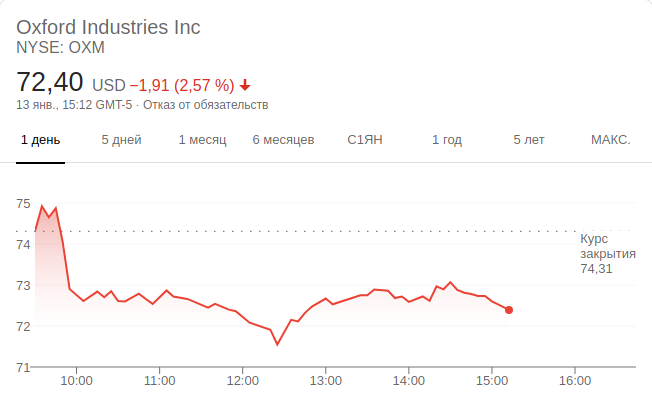 Oxford Industries Inc
NYSE: OXM
72,40 USD −1,91 (2,57 %)
13 янв., 15:12 GMT-5 · Отказ от обязательств
1 день 5 дней 1 месяц 6 месяцев С1ЯН 1 год 5 лет МАКС.
75
74
73
72
71
Курс
закрытия
74,31
10:00 11:00 12:00 13:00 14:00 15:00 16:00